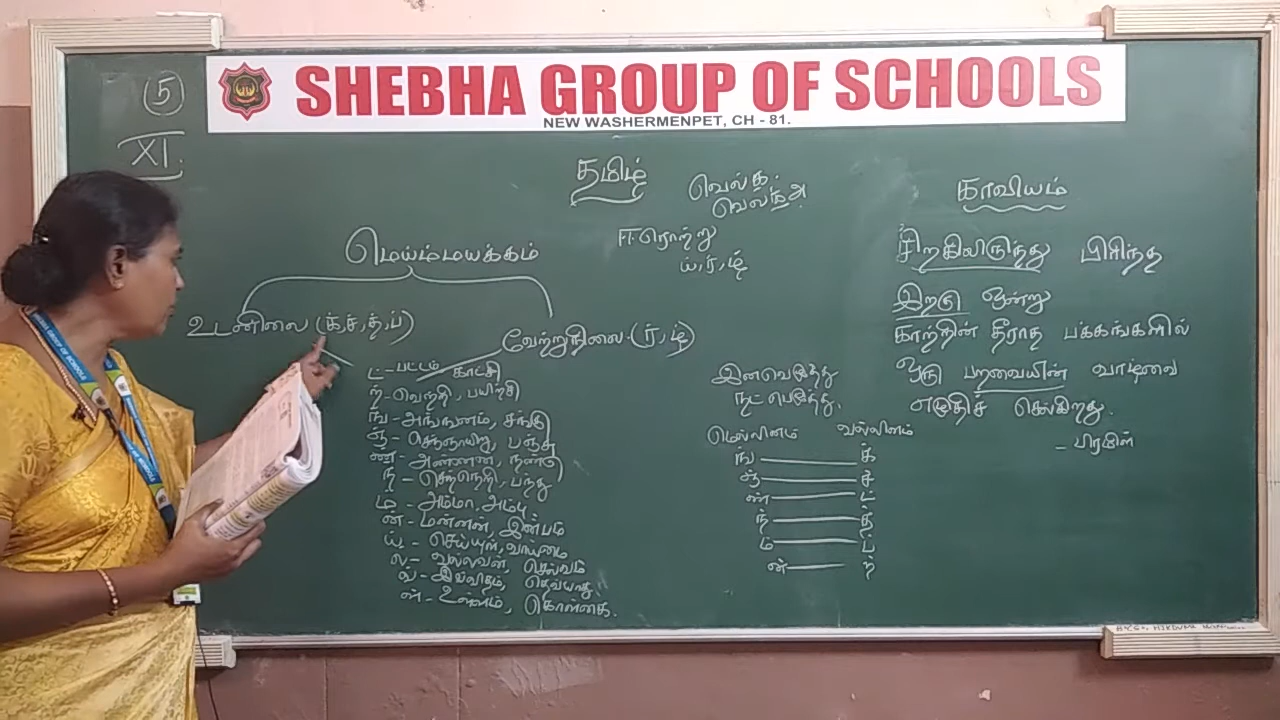 5
XI.
SHEBHA GROUP OF SCHOOLS
NEW WASHERMENPET, CH - 81.
தமிழ்
வெல்க.
மெய்ம்மயக்கம்
உடனிலை (க்,ச்,த்,ப்)
வேற்றுநிலை. (ர், ழ்)
ட் - பட்டம் காட்சி
ற் - வெற்றி, பயிற்சி
ங் - அங்ஙனம், சங்கு
ஞ் - செஞ்ஞாயிறு, பஞ்சு
ண் - அண்ணன், நண்டு
ந் - செந்நெறி, பந்து
ம் - அம்மா, அம்பு
ன் - மன்னன், இன்பம்
ய் - செய்யுள், வாய்மை
ல் - வல்லவன், செல்வம்
வ் - இவ்விதம், தெவ்யாது.
ள் - உள்ளம், கொள்கை.
ஈரொற்று
ய், ர், ழ்
இனவெழுத்து
நட்பெழுத்து.
மெல்லினம் வல்லினம்
ங் க்
ஞ் ச்
ண் ட்
ந் த்
ம்
ன் ற்
காவியம்
சிறகிலிருந்து பிரிந்த
இறகு ஒன்று
காற்றின் தீராத பக்கங்களில்
ஒரு பறவையின் வாழ்வை
எழுதிச் செல்கிறது.
- பிரமிள்